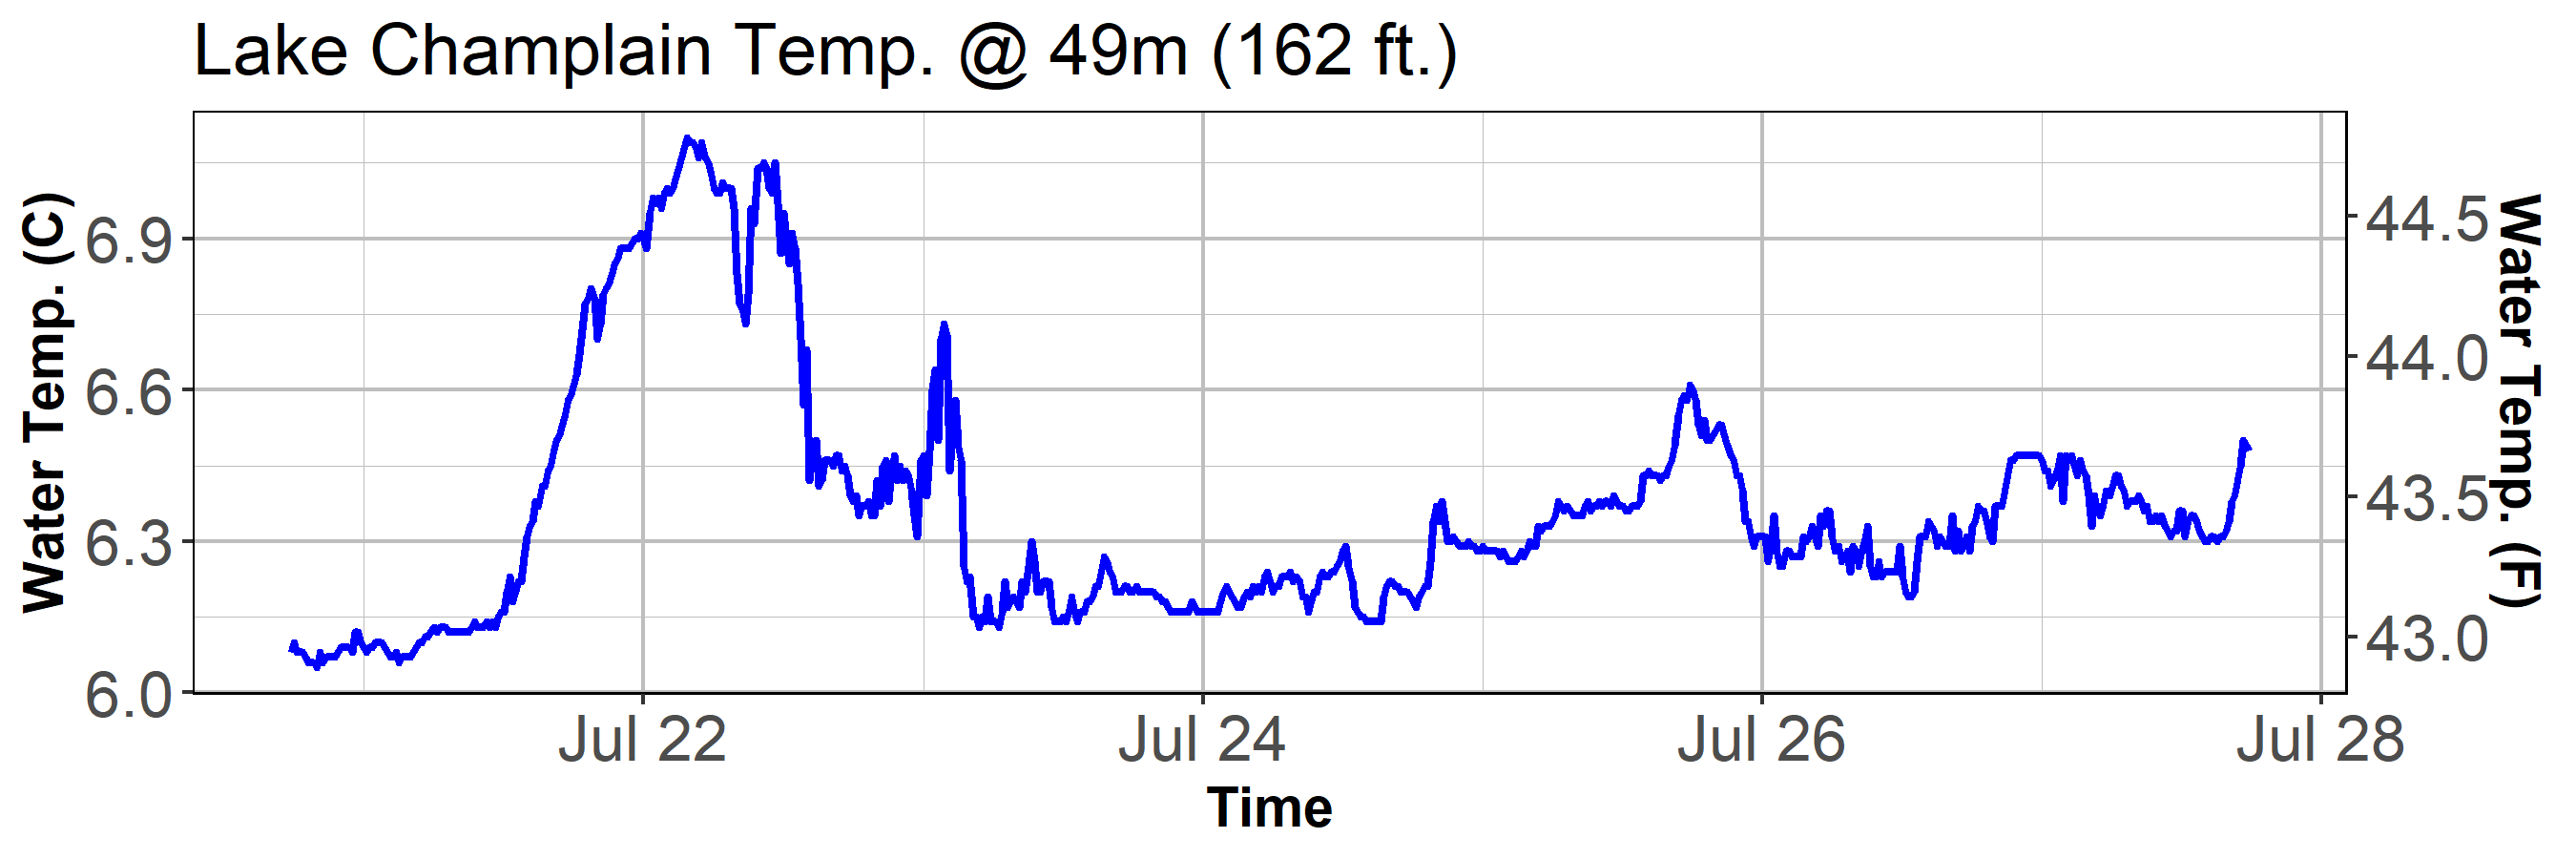 Lake Champlain Temp. @ 49m (162 ft.)
Water Temp. (C)
6.9
6.6
6.3
6.0
44.5
44.0
43.5
43.0
Water Temp. (F)
Jul 22
Jul 24
Jul 26
Jul 28
Time